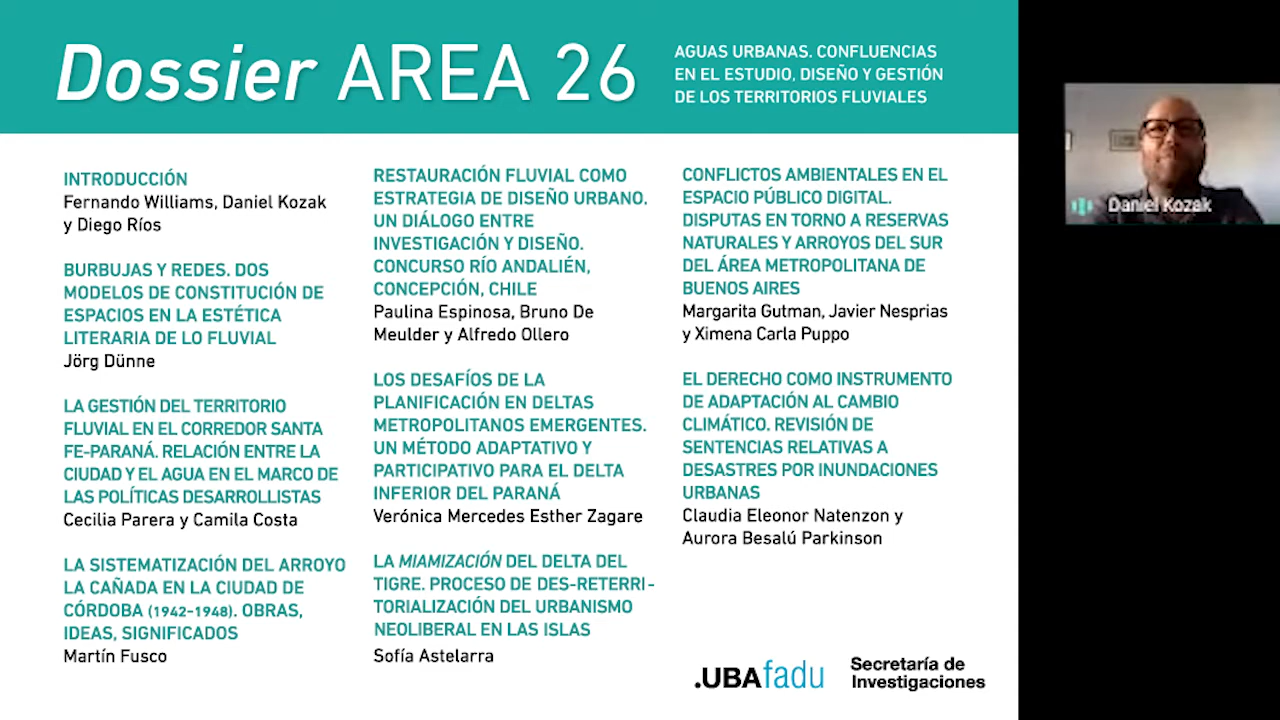 Dossier AREA 26
AGUAS URBANAS. CONFLUENCIAS
EN EL ESTUDIO, DISEÑO Y GESTIÓN
DE LOS TERRITORIOS FLUVIALES
INTRODUCCIÓN
Fernando Williams, Daniel Kozak
y Diego Ríos
BURBUJAS Y REDES. DOS
MODELOS DE CONSTITUCIÓN DE
ESPACIOS EN LA ESTÉTICA
LITERARIA DE LO FLUVIAL
Jörg Dünne
LA GESTIÓN DEL TERRITORIO
FLUVIAL EN EL CORREDOR SANTA
FE-PARANÁ. RELACIÓN ENTRE LA
CIUDAD Y EL AGUA EN EL MARCO DE
LAS POLÍTICAS DESARROLLISTAS
Cecilia Parera y Camila Costa
LA SISTEMATIZACIÓN DEL ARROYO
LA CAÑADA EN LA CIUDAD DE
CÓRDOBA (1942-1948). OBRAS,
IDEAS, SIGNIFICADOS
Martín Fusco
RESTAURACIÓN FLUVIAL COMO
ESTRATEGIA DE DISEÑO URBANO.
UN DIÁLOGO ENTRE
INVESTIGACIÓN Y DISEÑO.
CONCURSO RÍO ANDALIÉN,
CONCEPCIÓN, CHILE
Paulina Espinosa, Bruno De
Meulder y Alfredo Ollero
LOS DESAFÍOS DE LA
PLANIFICACIÓN EN DELTAS
METROPOLITANOS EMERGENTES.
UN MÉTODO ADAPTATIVO Y
PARTICIPATIVO PARA EL DELTA
INFERIOR DEL PARANÁ
Verónica Mercedes Esther Zagare
LA MIAMIZACIÓN DEL DELTA DEL
TIGRE. PROCESO DE DES-RETERRI-
TORIALIZACIÓN DEL URBANISMO
NEOLIBERAL EN LAS ISLAS
Sofía Astelarra
CONFLICTOS AMBIENTALES EN EL
ESPACIO PÚBLICO DIGITAL.
DISPUTAS EN TORNO A RESERVAS
NATURALES Y ARROYOS DEL SUR
DEL ÁREA METROPOLITANA DE
BUENOS AIRES
Margarita Gutman, Javier Nesprias
y Ximena Carla Puppo
EL DERECHO COMO INSTRUMENTO
DE ADAPTACIÓN AL CAMBIO
CLIMÁTICO. REVISIÓN DE
SENTENCIAS RELATIVAS A
DESASTRES POR INUNDACIONES
URBANAS
Claudia Eleonor Natenzon y
Aurora Besalú Parkinson
.UBAfadu
Secretaría de
Investigaciones
Daniel Kozak